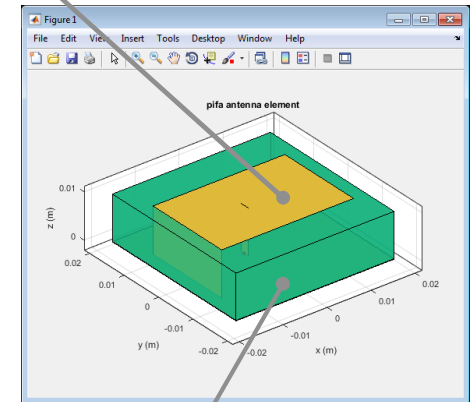 Figure 1
File Edit View Insert Tools Desktop Window Help
pifa antenna element
0.01
0
z (m)
0.02
0.01
0
-0.01
-0.02
y (m)
-0.02
-0.01
0
0.01
0.02
x (m)